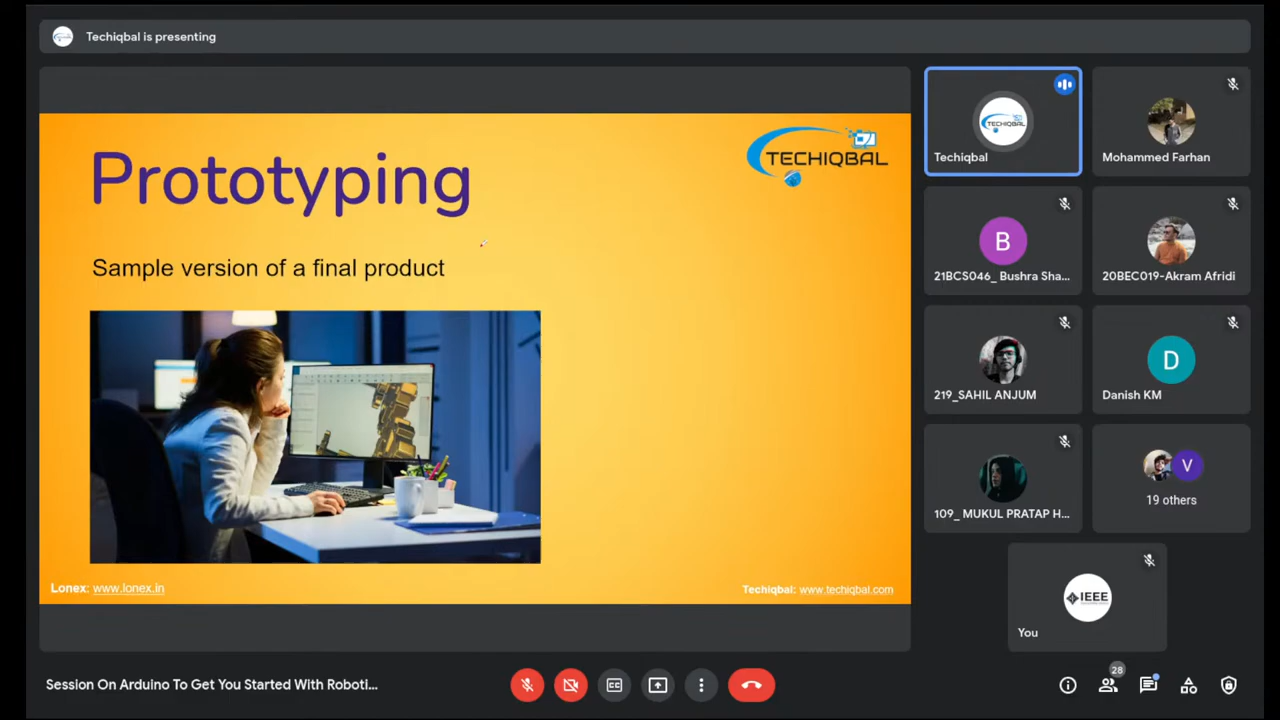 Techiqbal is presenting
Prototyping
TECHIQBAL
Sample version of a final product
Lonex: www.lonex.in
Techiqbal: www.techiqbal.com
TECHIQBAL
Techiqbal
Mohammed Farhan
B
21BCS046_ Bushra Sha...
20BEC019-Akram Afridi
219_SAHIL ANJUM
D
Danish KM
109_ MUKUL PRATAP H...
V
19 others
IEEE
You
Session On Arduino To Get You Started With Roboti...
CC
28